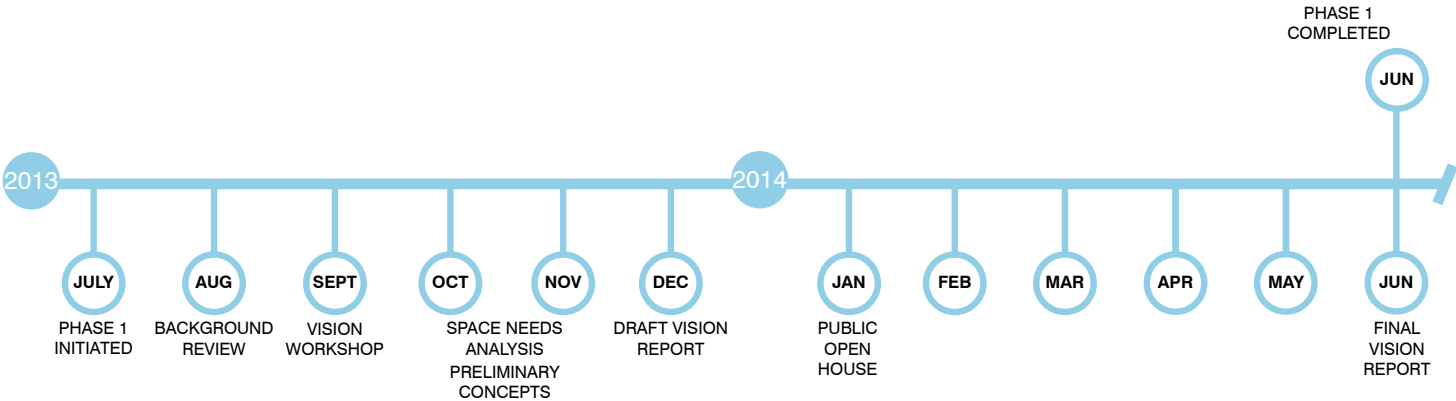 PHASE 1
COMPLETED
JUN
2013
2014
JULY
AUG
SEPT
OCT
NOV
DEC
JAN
FEB
MAR
APR
MAY
JUN
PHASE 1
INITIATED
BACKGROUND
REVIEW
VISION
WORKSHOP
SPACE NEEDS
ANALYSIS
PRELIMINARY
CONCEPTS
DRAFT VISION
REPORT
PUBLIC
OPEN
HOUSE
FINAL
VISION
REPORT